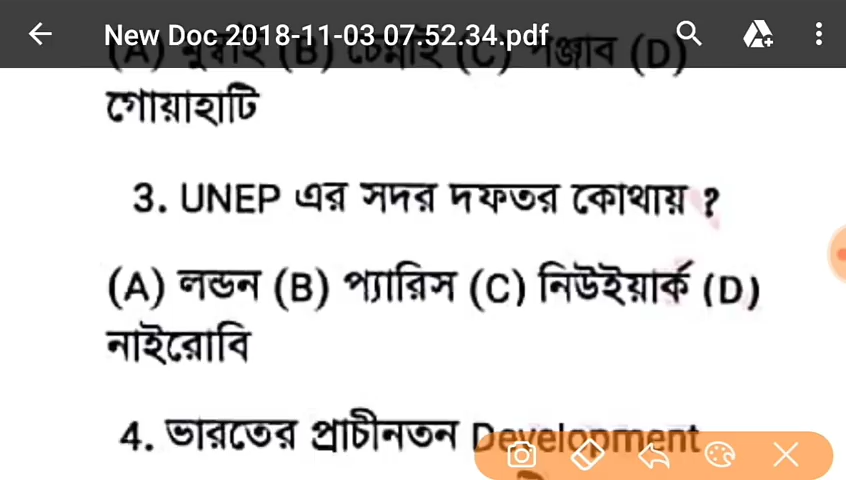 New Doc 2018-11-03 07.52.34.pdf
(A) মুম্বাই (B) চেন্নাই (C) পঞ্জাব (D)
গোয়াহাটি
3. UNEP এর সদর দফতর কোথায় ?
(A) লন্ডন (B) প্যারিস (C) নিউইয়ার্ক (D)
নাইরোবি
4. ভারতের প্রাচীনতন Development